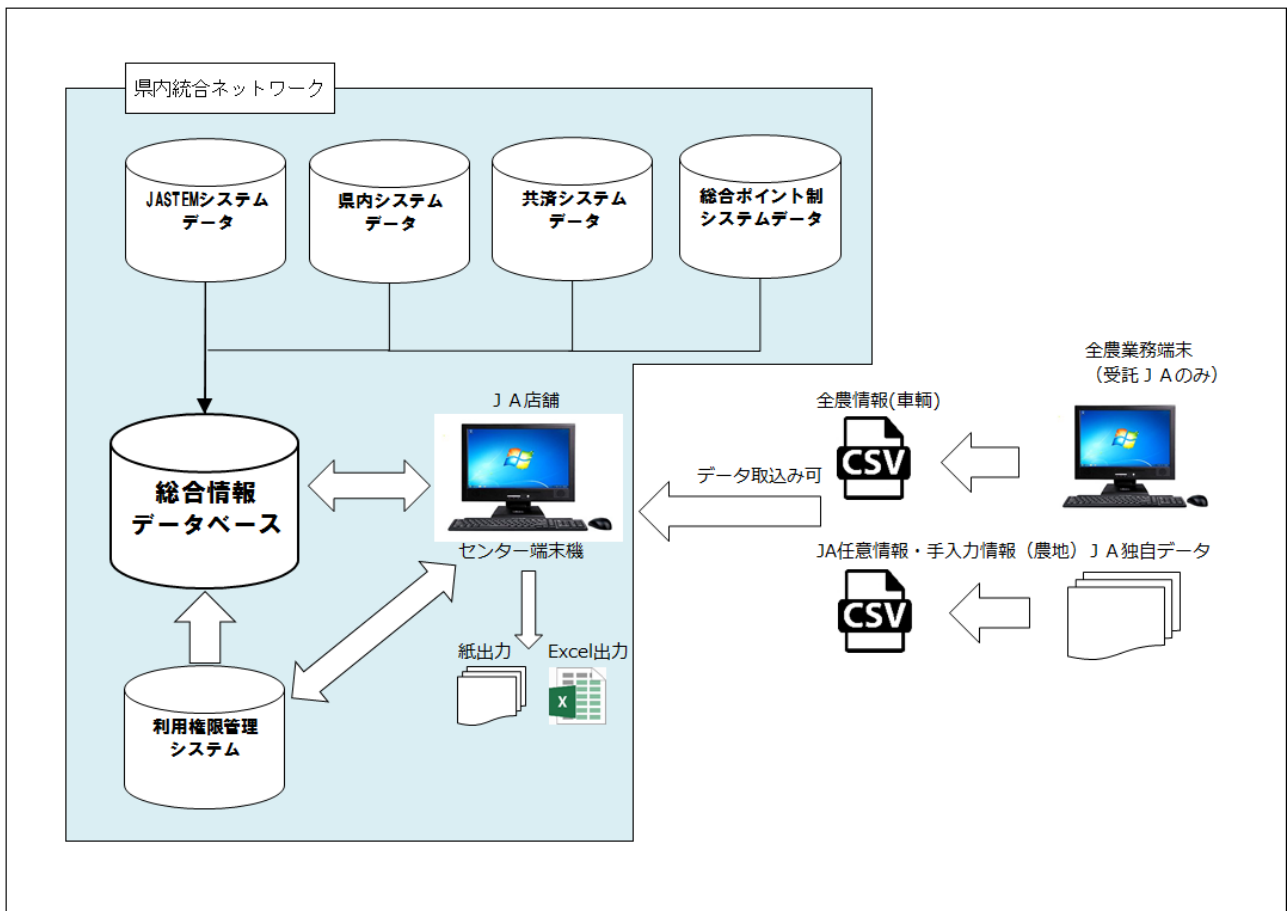 県内統合ネットワーク
JASTEMシステム
データ
県内システム
データ
共済システム
データ
総合ポイント制
システムデータ
全農業務端末
（受託ＪＡのみ）
ＪＡ店舗
全農情報(車輌)
CSV
データ取込み可
総合情報
データベース
センター端末機
JA任意情報・手入力情報（農地）
ＪＡ独自データ
CSV
紙出力
Excel出力
X
利用権限管理
システム